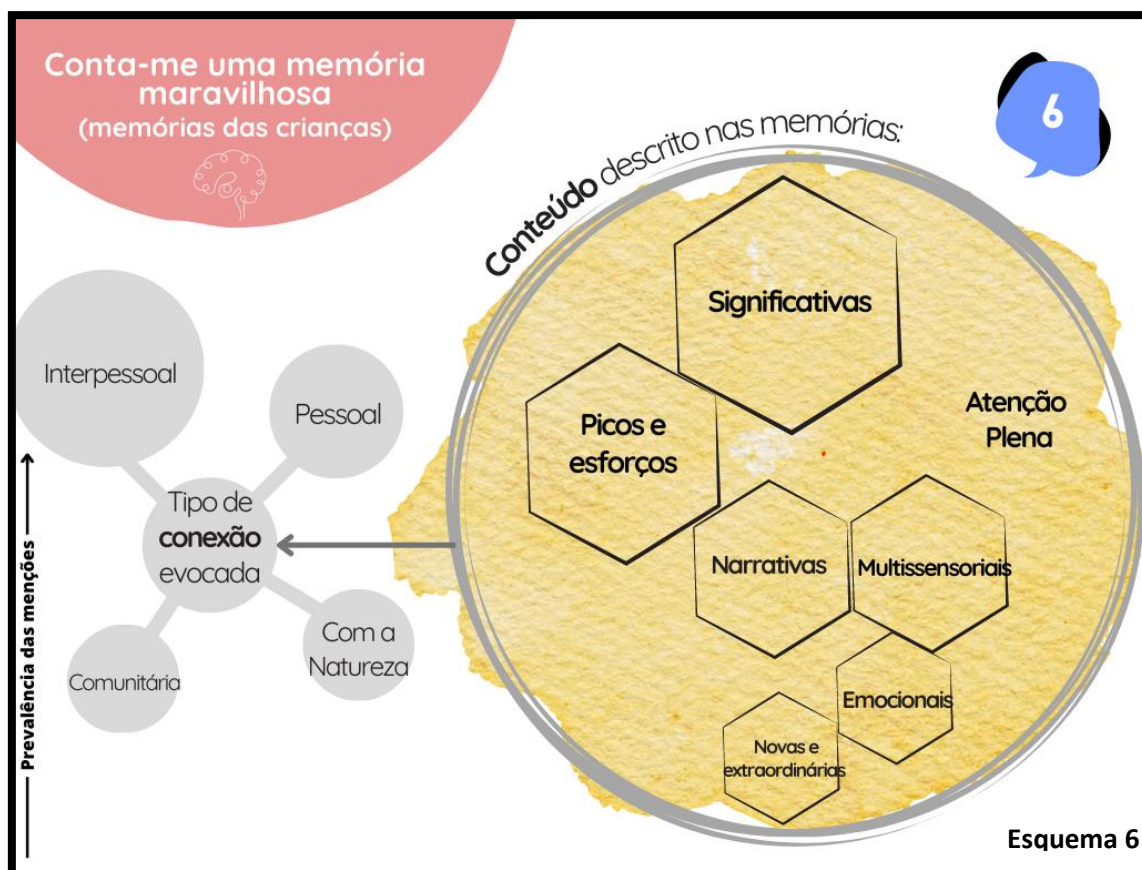 Conta-me uma memória
maravilhosa
(memórias das crianças)
6
Conteúdo descrito nas memórias:
Significativas
Picos e
esforços
Atenção
Plena
Narrativas
Multissensoriais
Emocionais
Novas e
extraordinárias
Interpessoal
Pessoal
Tipo de
conexão
evocada
Com a
Natureza
Comunitária
Prevalência das menções
Esquema 6